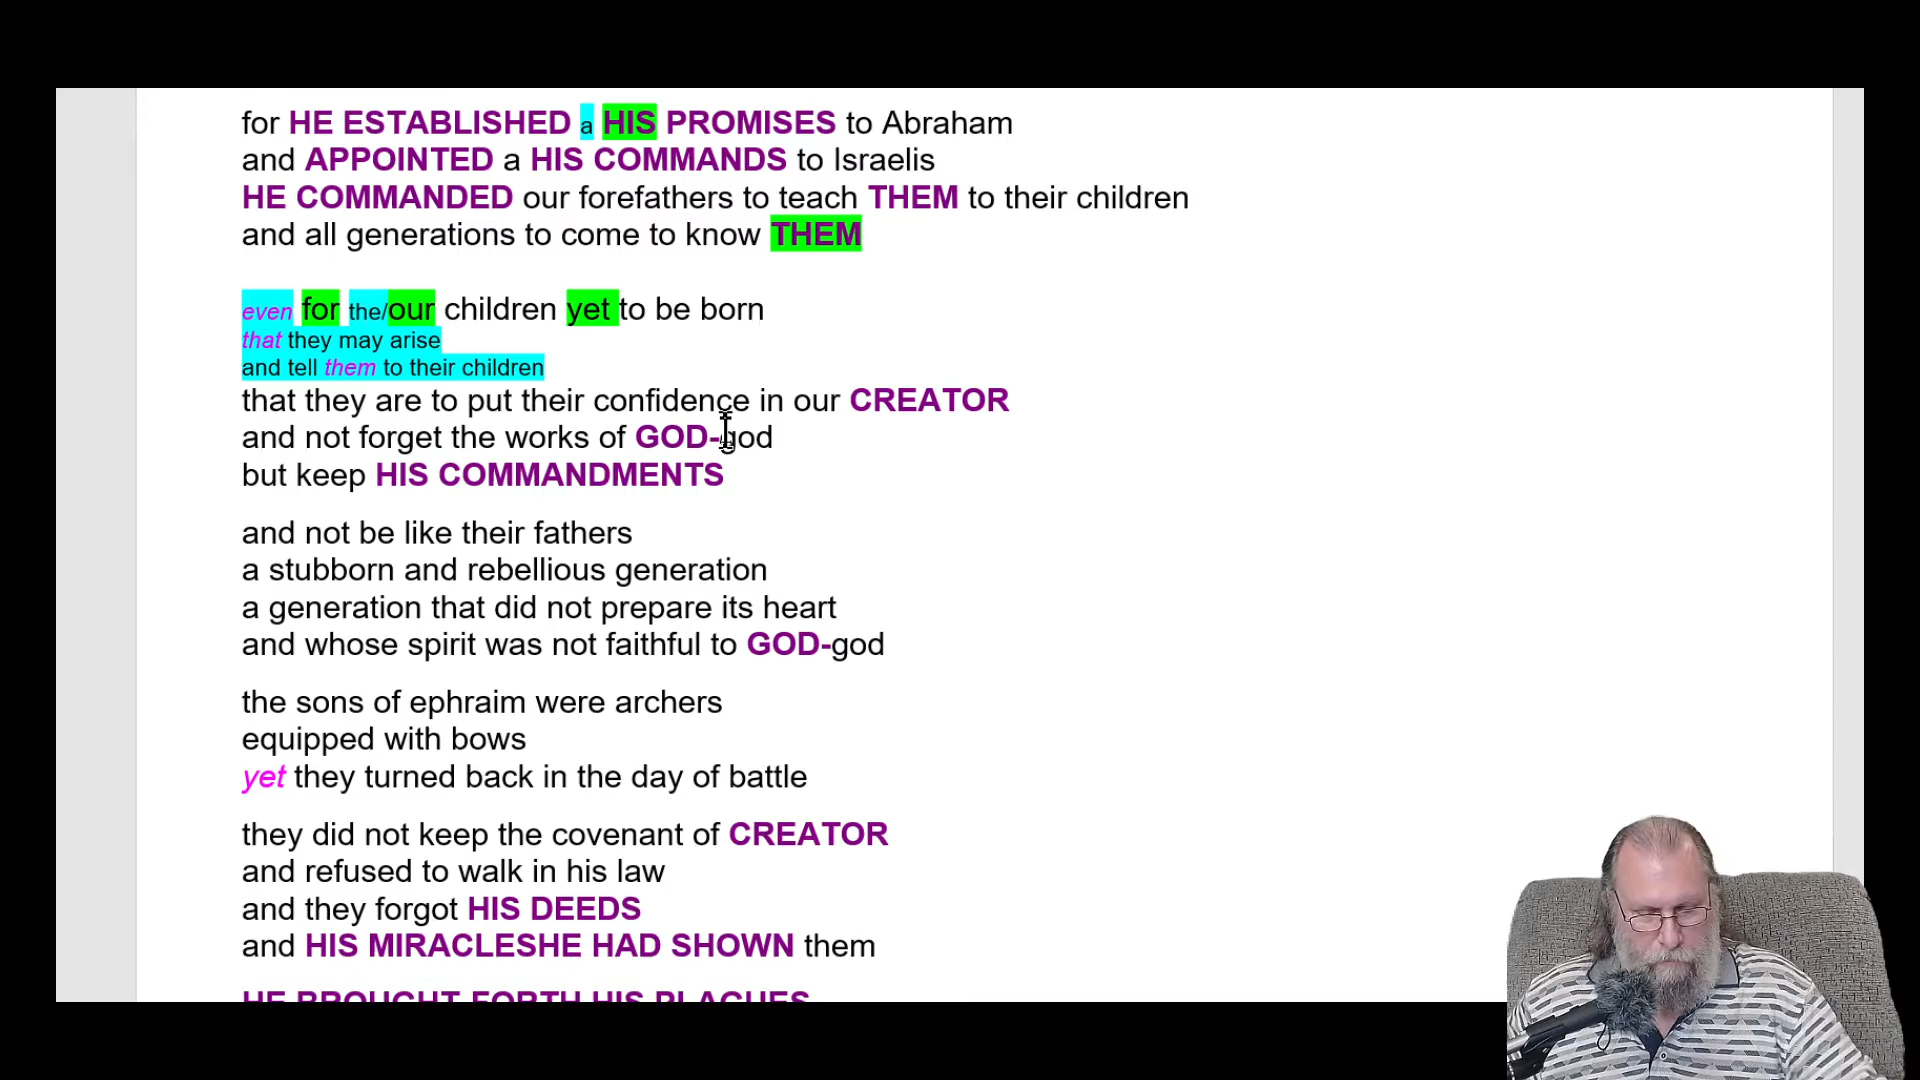 for HE ESTABLISHED a HIS PROMISES to Abraham
and APPOINTED a HIS COMMANDS to Israelis
HE COMMANDED our forefathers to teach THEM to their children
and all generations to come to know THEM
even for the/our children yet to be born
that they may arise
and tell them to their children
that they are to put their confidence in our CREATOR
and not forget the works of GOD-god
but keep HIS COMMANDMENTS
and not be like their fathers
a stubborn and rebellious generation
a generation that did not prepare its heart
and whose spirit was not faithful to GOD-god
the sons of ephraim were archers
equipped with bows
yet they turned back in the day of battle
they did not keep the covenant of CREATOR
and refused to walk in his law
and they forgot HIS DEEDS
and HIS MIRACLESHE HAD SHOWN them
HE BROUGHT FORTH HIS PLAGUES